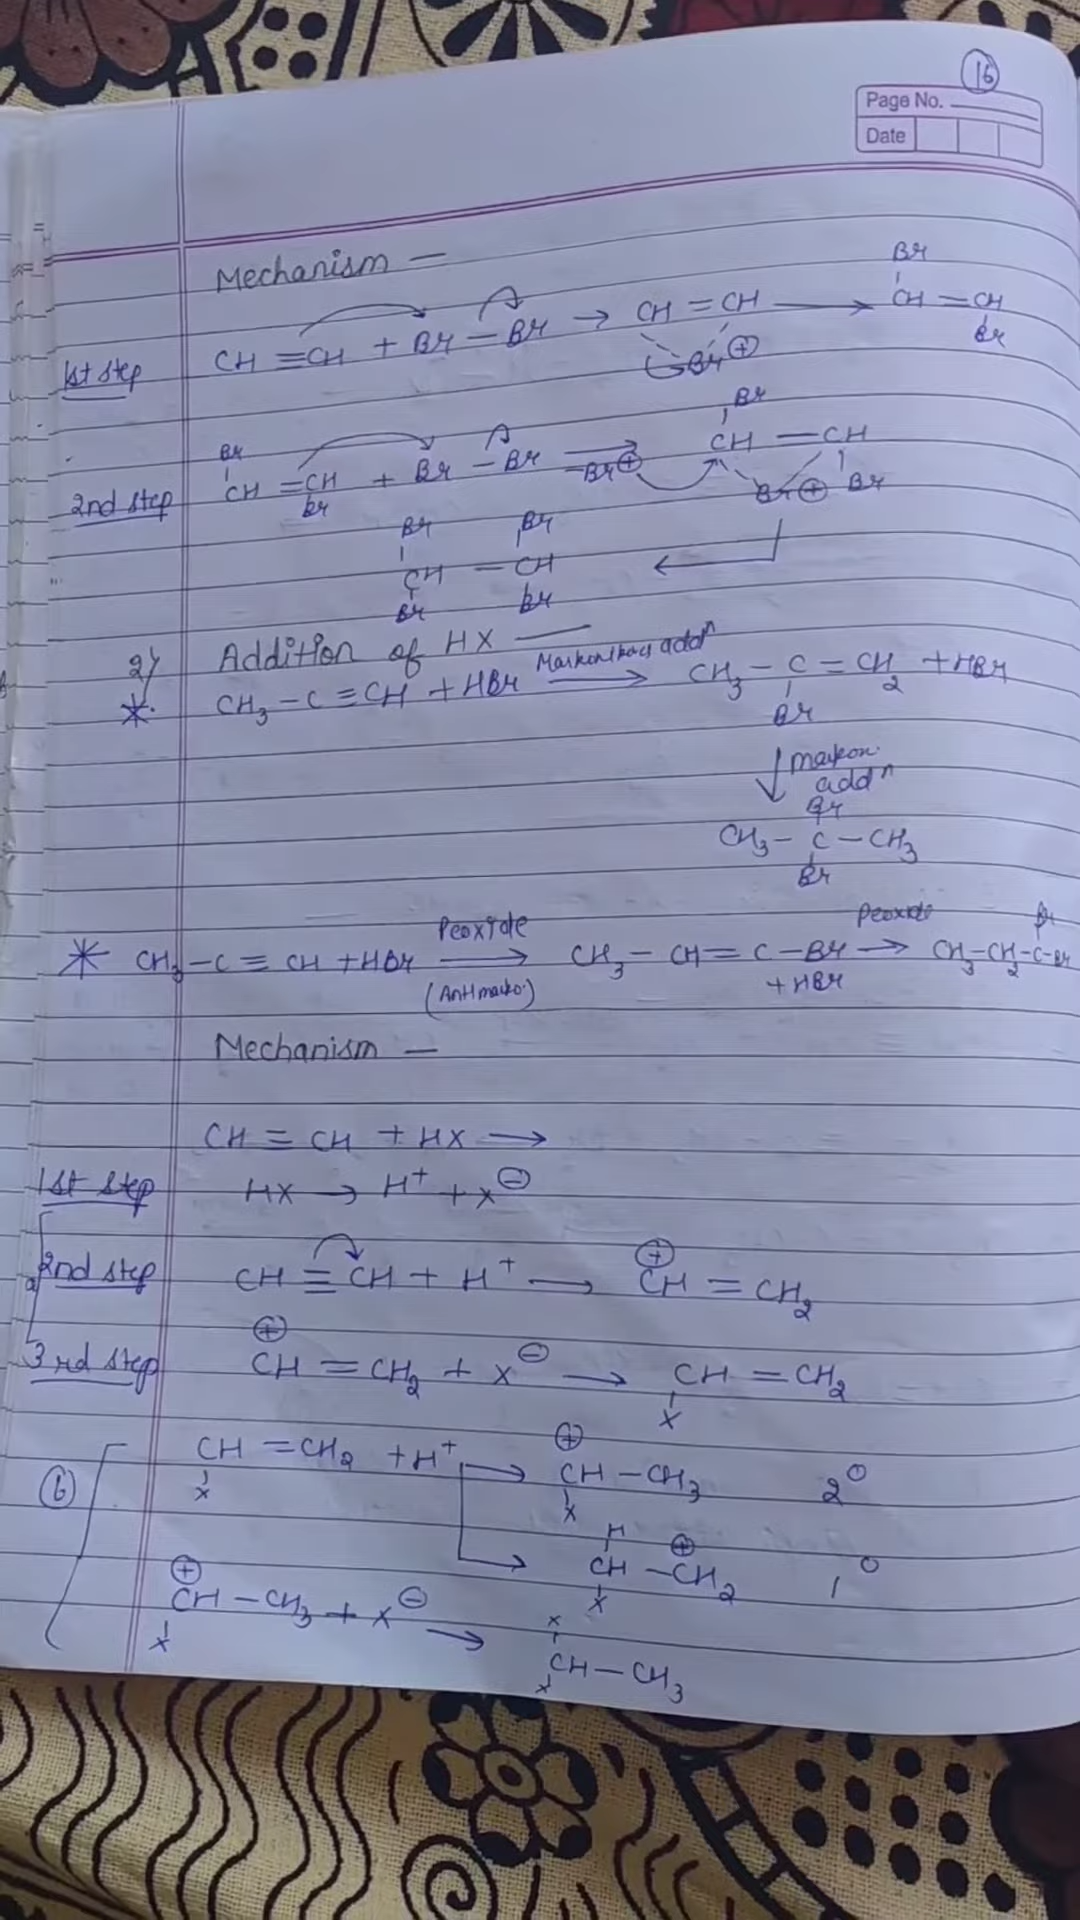 16
Page No.
Date
Mechanism —
Br
1st step CH ≡ CH + Br — Br → CH = CH → CH = CH
Br⊕ Br
Br Br
2nd step CH = CH + Br — Br → CH — CH
Br Br⊕ Br⊕ Br
Br Br
CH — CH ←
Br Br
2) Addition of HX —
* CH₃ – C ≡ CH + HBr → CH₃ – C = CH₂ + HBr
Br
↓ markon.
addⁿ
Br
CH₃ – C – CH₃
Br
Peoxide Peoxide Br
* CH₃ – C ≡ CH + HBr → CH₃ – CH = C – Br → CH₃-CH₂-C-Br
(Antimarko.) + HBr
Mechanism —
CH ≡ CH + HX →
1st step HX → H⁺ + X⊖
a 2nd step CH ≡ CH + H⁺ → ⊕CH = CH₂
3rd step ⊕CH = CH₂ + X⊖ → CH = CH₂
X
b CH = CH₂ + H⁺ → ⊕CH – CH₃ 2°
X X
H
→ CH – ⊕CH₂ 1°
X
⊕CH – CH₃ + X⊖ → X
X CH – CH₃
X